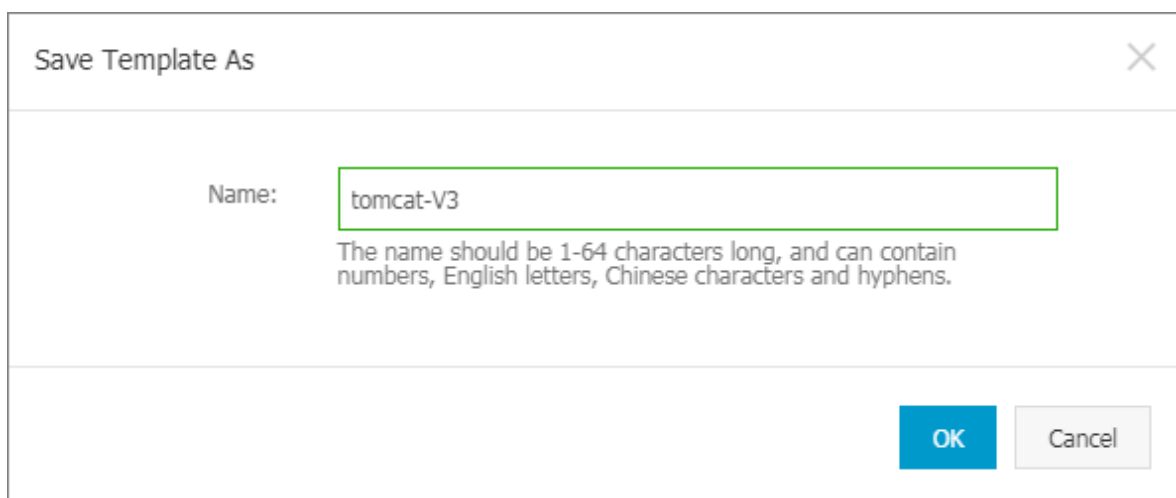 Save Template As
Name:
tomcat-V3
The name should be 1-64 characters long, and can contain
numbers, English letters, Chinese characters and hyphens.
OK
Cancel